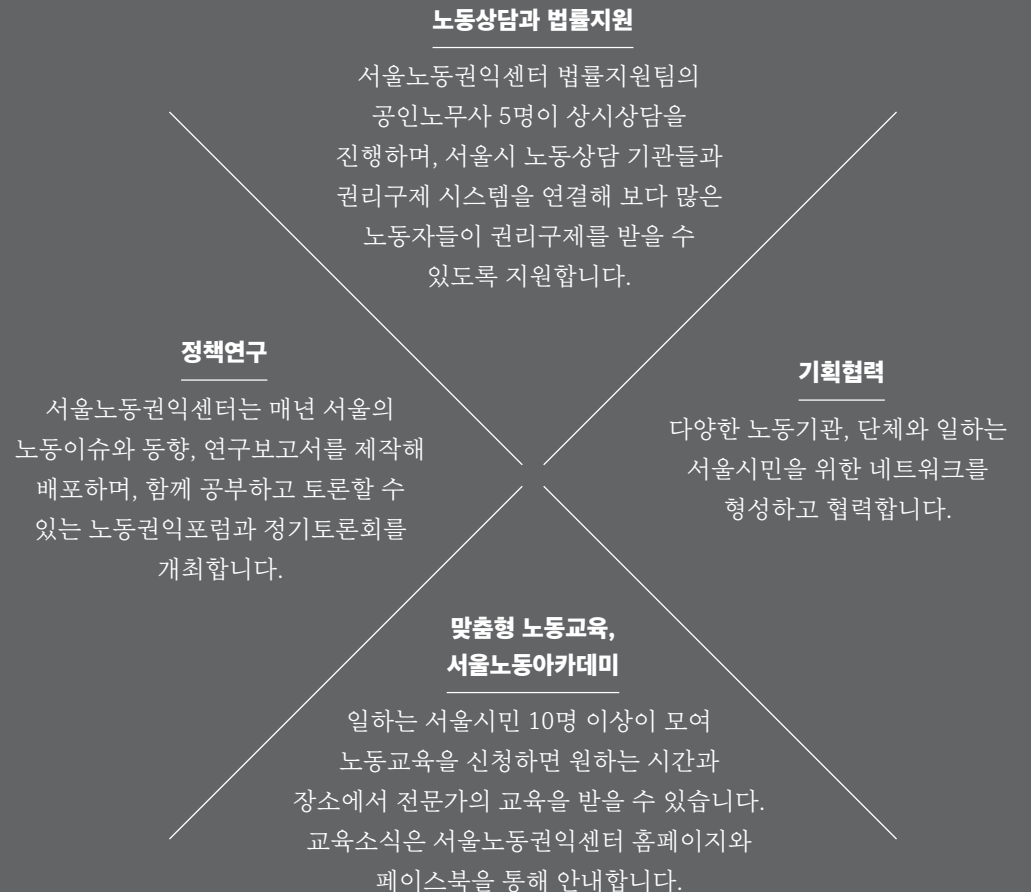 노동상담과 법률지원
서울노동권익센터 법률지원팀의
공인노무사 5명이 상시상담을
진행하며, 서울시 노동상담 기관들과
권리구제 시스템을 연결해 보다 많은
노동자들이 권리구제를 받을 수
있도록 지원합니다.
정책연구
서울노동권익센터는 매년 서울의
노동이슈와 동향, 연구보고서를 제작해
배포하며, 함께 공부하고 토론할 수
있는 노동권익포럼과 정기토론회를
개최합니다.
기획협력
다양한 노동기관, 단체와 일하는
서울시민을 위한 네트워크를
형성하고 협력합니다.
맞춤형 노동교육,
서울노동아카데미
일하는 서울시민 10명 이상이 모여
노동교육을 신청하면 원하는 시간과
장소에서 전문가의 교육을 받을 수 있습니다.
교육소식은 서울노동권익센터 홈페이지와
페이스북을 통해 안내합니다.